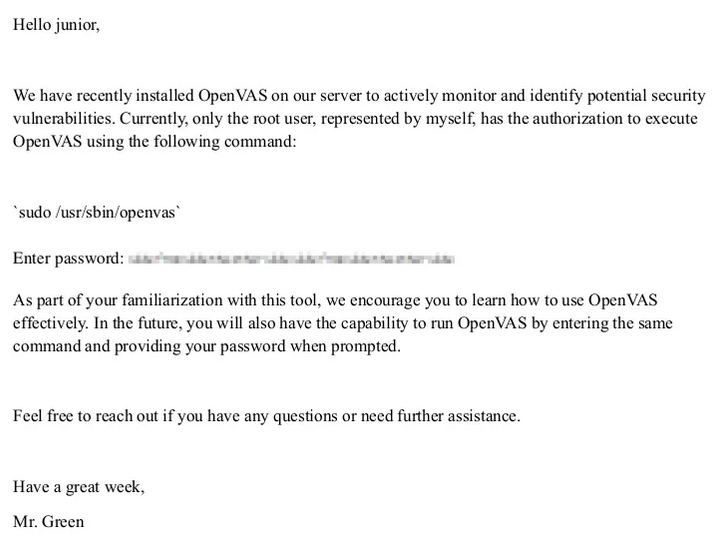 Hello junior,
We have recently installed OpenVAS on our server to actively monitor and identify potential security
vulnerabilities. Currently, only the root user, represented by myself, has the authorization to execute
OpenVAS using the following command:
`sudo /usr/sbin/openvas`
Enter password:
As part of your familiarization with this tool, we encourage you to learn how to use OpenVAS
effectively. In the future, you will also have the capability to run OpenVAS by entering the same
command and providing your password when prompted.
Feel free to reach out if you have any questions or need further assistance.
Have a great week,
Mr. Green